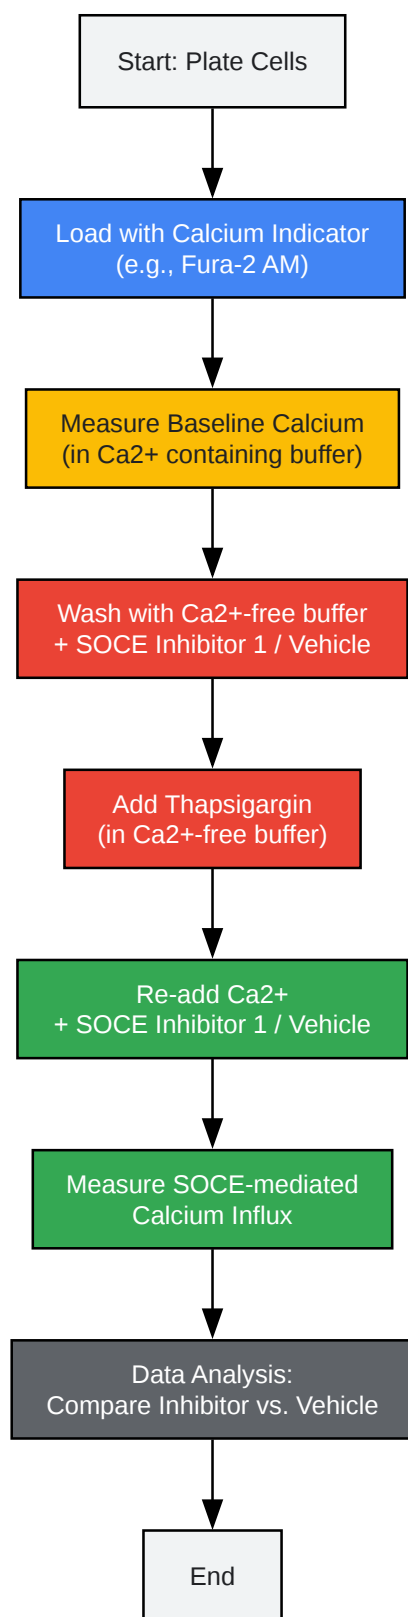 Start: Plate Cells
Load with Calcium Indicator
(e.g., Fura-2 AM)
Measure Baseline Calcium
(in Ca2+ containing buffer)
Wash with Ca2+-free buffer
+ SOCE Inhibitor 1 / Vehicle
Add Thapsigargin
(in Ca2+-free buffer)
Re-add Ca2+
+ SOCE Inhibitor 1 / Vehicle
Measure SOCE-mediated
Calcium Influx
Data Analysis:
Compare Inhibitor vs. Vehicle
End